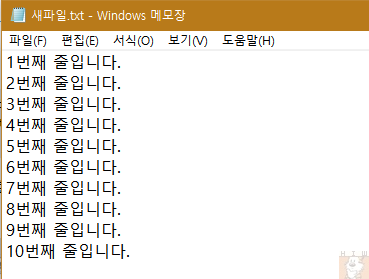 새파일.txt - Windows 메모장
파일(F) 편집(E) 서식(O) 보기(V) 도움말(H)
1번째 줄입니다.
2번째 줄입니다.
3번째 줄입니다.
4번째 줄입니다.
5번째 줄입니다.
6번째 줄입니다.
7번째 줄입니다.
8번째 줄입니다.
9번째 줄입니다.
10번째 줄입니다.